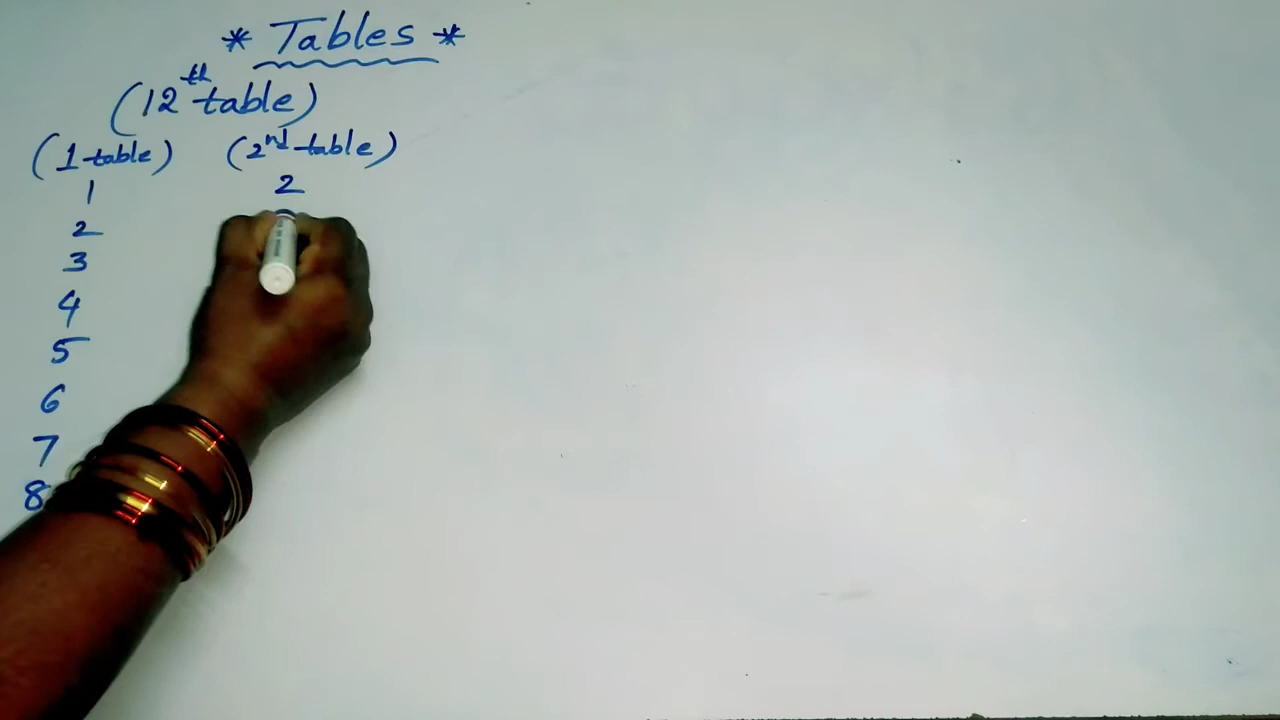 * Tables *
(12th table)
(1 table) (2nd table)
1 2
2
3
4
5
6
7
8